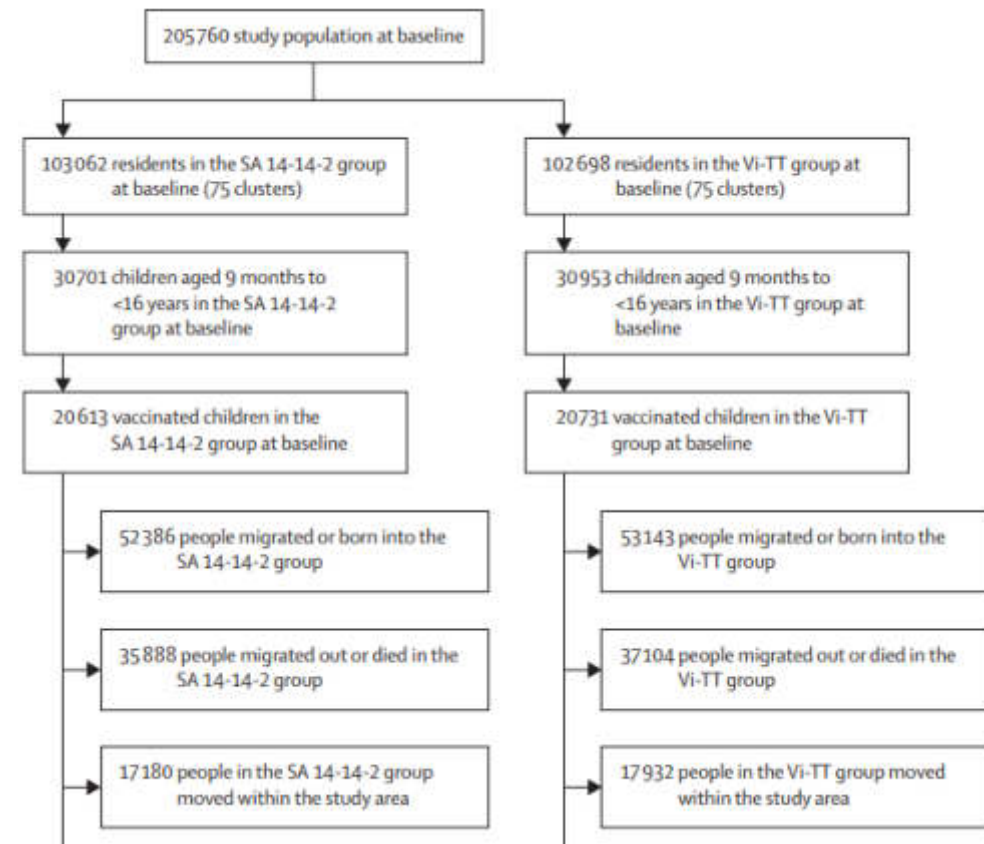 205760 study population at baseline
103062 residents in the SA 14-14-2 group
at baseline (75 clusters)
102698 residents in the Vi-TT group at
baseline (75 clusters)
30701 children aged 9 months to
<16 years in the SA 14-14-2
group at baseline
30953 children aged 9 months to
<16 years in the Vi-TT group at
baseline
20613 vaccinated children in the
SA 14-14-2 group at baseline
20731 vaccinated children in the Vi-TT
group at baseline
52386 people migrated or born into the
SA 14-14-2 group
53143 people migrated or born into the
Vi-TT group
35888 people migrated out or died in the
SA 14-14-2 group
37104 people migrated out or died in the
Vi-TT group
17180 people in the SA 14-14-2 group
moved within the study area
17932 people in the Vi-TT group moved
within the study area